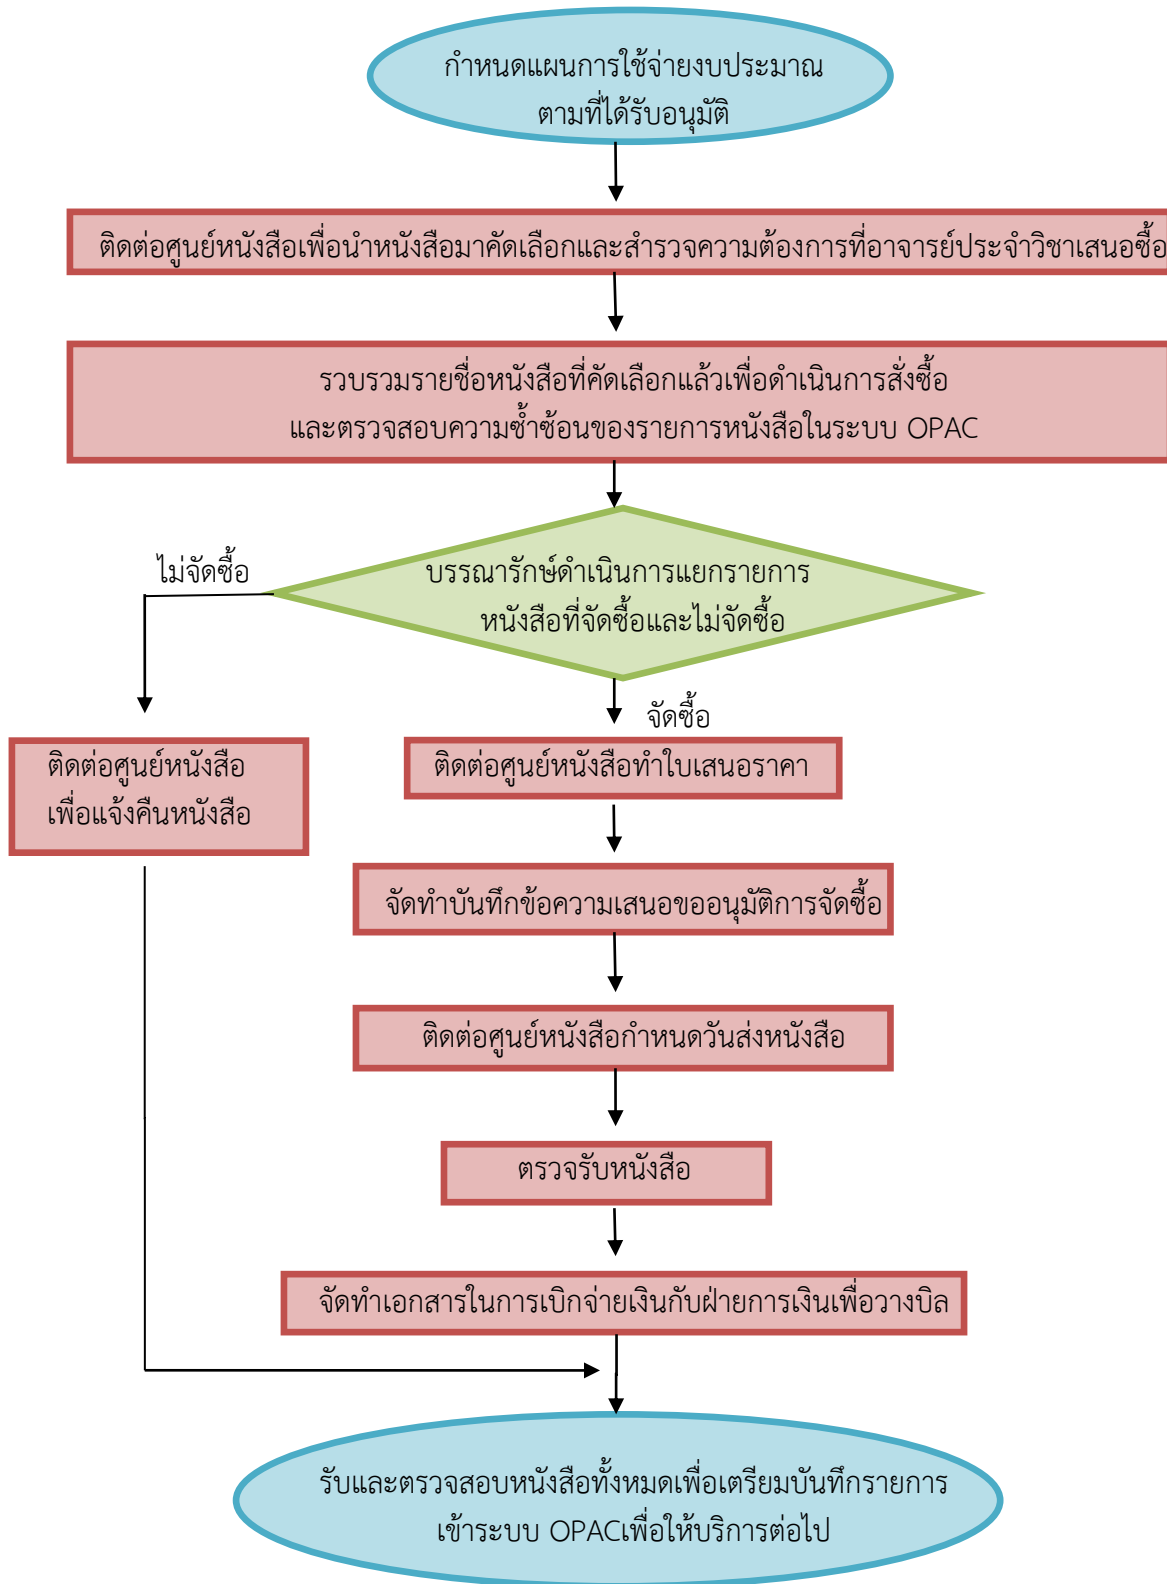 กำหนดแผนการใช้จ่ายงบประมาณ
ตามที่ได้รับอนุมัติ
ติดต่อศูนย์หนังสือเพื่อนำหนังสือมาคัดเลือกและสำรวจความต้องการที่อาจารย์ประจำวิชาเสนอซื้อ
รวบรวมรายชื่อหนังสือที่คัดเลือกแล้วเพื่อดำเนินการสั่งซื้อ
และตรวจสอบความซ้ำซ้อนของรายการหนังสือในระบบ OPAC
บรรณารักษ์ดำเนินการแยกรายการ
หนังสือที่จัดซื้อและไม่จัดซื้อ
ไม่จัดซื้อ
จัดซื้อ
ติดต่อศูนย์หนังสือ
เพื่อแจ้งคืนหนังสือ
ติดต่อศูนย์หนังสือทำใบเสนอราคา
จัดทำบันทึกข้อความเสนอขออนุมัติการจัดซื้อ
ติดต่อศูนย์หนังสือกำหนดวันส่งหนังสือ
ตรวจรับหนังสือ
จัดทำเอกสารในการเบิกจ่ายเงินกับฝ่ายการเงินเพื่อวางบิล
รับและตรวจสอบหนังสือทั้งหมดเพื่อเตรียมบันทึกรายการ
เข้าระบบ OPACเพื่อให้บริการต่อไป